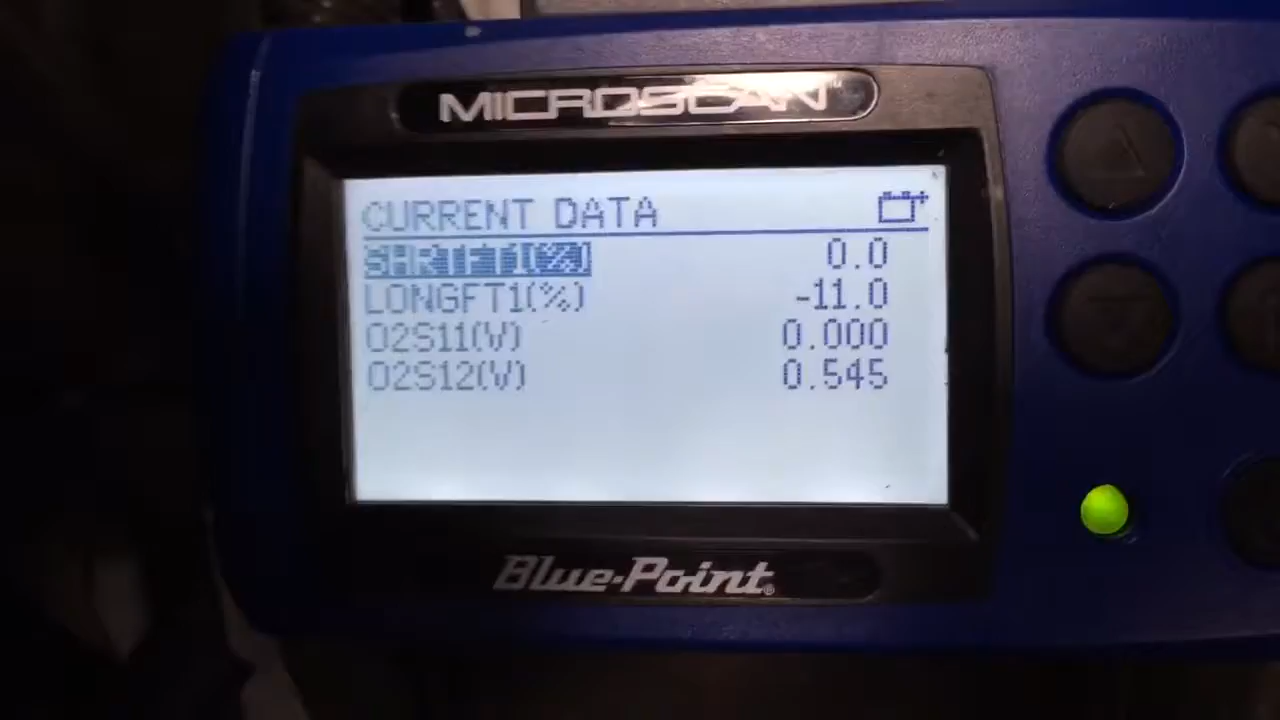 MICROSCAN
CURRENT DATA
SHRTFT1(%) 0.0
LONGFT1(%) -11.0
O2S11(V) 0.000
O2S12(V) 0.545
Blue-Point®